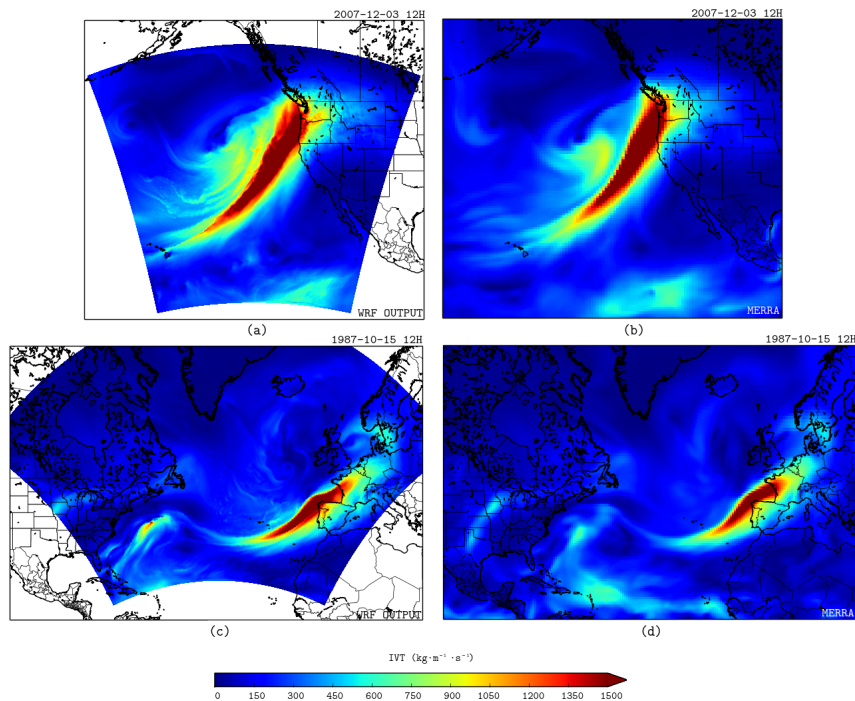 2007-12-03 12H
2007-12-03 12H
WRF OUTPUT
MERRA
(a)
(b)
1987-10-15 12H
1987-10-15 12H
WRF OUTPUT
MERRA
(c)
(d)
IVT (kg·m⁻¹ ·s⁻¹)
0 150 300 450 600 750 900 1050 1200 1350 1500